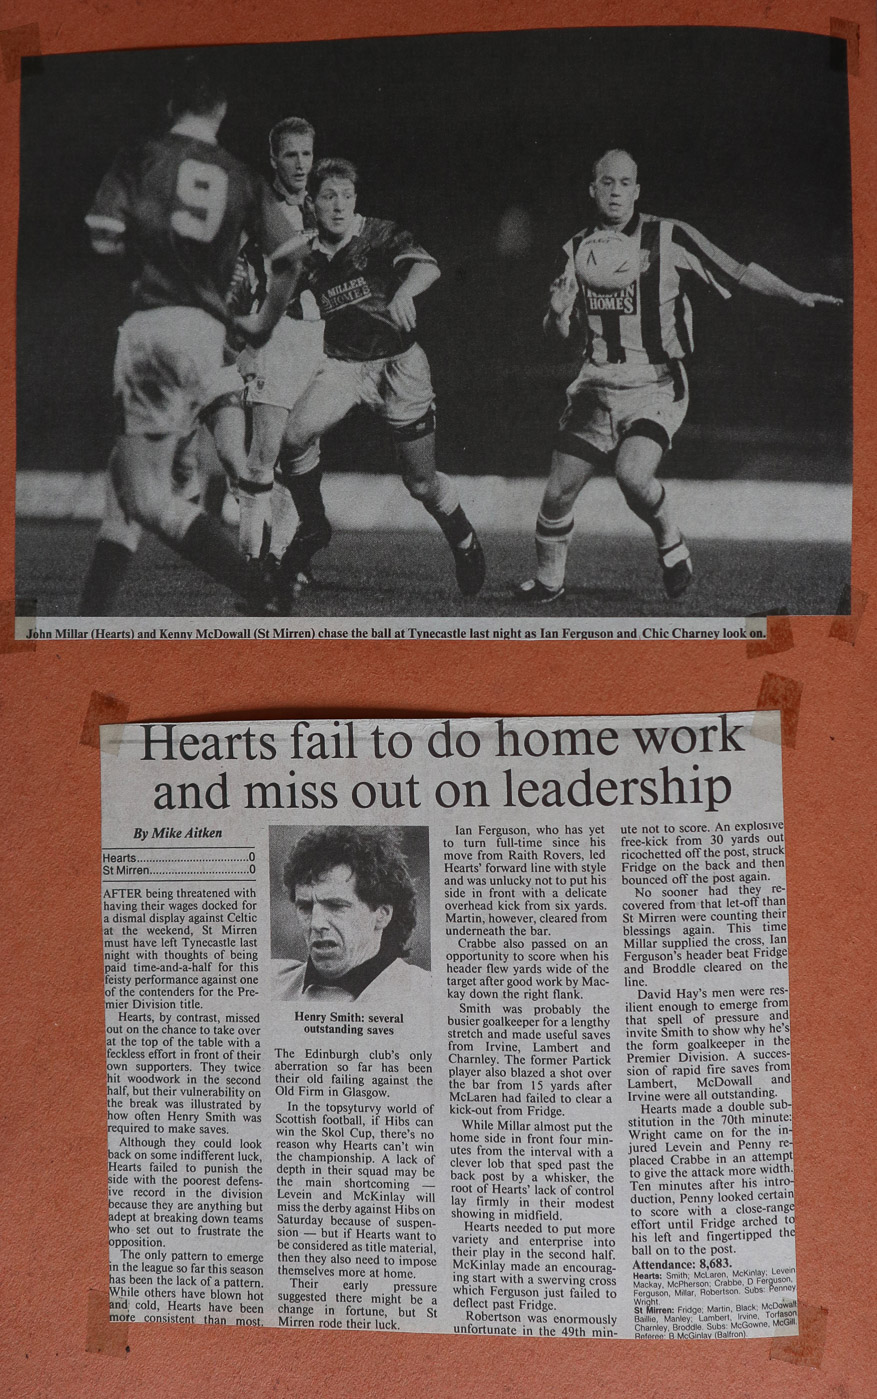 9
MILLER
HOMES
HOMES
John Millar (Hearts) and Kenny McDowall (St Mirren) chase the ball at Tynecastle last night as Ian Ferguson and Chic Charney look on.
Hearts fail to do home work
and miss out on leadership
By Mike Aitken
Hearts....................................0
St Mirren.................................0
AFTER being threatened with
having their wages docked for
a dismal display against Celtic
at the weekend, St Mirren
must have left Tynecastle last
night with thoughts of being
paid time-and-a-half for this
feisty performance against one
of the contenders for the Pre-
mier Division title.
Hearts, by contrast, missed
out on the chance to take over
at the top of the table with a
feckless effort in front of their
own supporters. They twice
hit woodwork in the second
half, but their vulnerability on
the break was illustrated by
how often Henry Smith was
required to make saves.
Although they could look
back on some indifferent luck,
Hearts failed to punish the
side with the poorest defens-
ive record in the division
because they are anything but
adept at breaking down teams
who set out to frustrate the
opposition.
The only pattern to emerge
in the league so far this season
has been the lack of a pattern.
While others have blown hot
and cold, Hearts have been
more consistent than most.
Henry Smith: several
outstanding saves
The Edinburgh club's only
aberration so far has been
their old failing against the
Old Firm in Glasgow.
In the topsyturvy world of
Scottish football, if Hibs can
win the Skol Cup, there's no
reason why Hearts can't win
the championship. A lack of
depth in their squad may be
the main shortcoming —
Levein and McKinlay will
miss the derby against Hibs on
Saturday because of suspen-
sion — but if Hearts want to
be considered as title material,
then they also need to impose
themselves more at home.
Their early pressure
suggested there might be a
change in fortune, but St
Mirren rode their luck.
Ian Ferguson, who has yet
to turn full-time since his
move from Raith Rovers, led
Hearts' forward line with style
and was unlucky not to put his
side in front with a delicate
overhead kick from six yards.
Martin, however, cleared from
underneath the bar.
Crabbe also passed on an
opportunity to score when his
header flew yards wide of the
target after good work by Mac-
kay down the right flank.
Smith was probably the
busier goalkeeper for a lengthy
stretch and made useful saves
from Irvine, Lambert and
Charnley. The former Partick
player also blazed a shot over
the bar from 15 yards after
McLaren had failed to clear a
kick-out from Fridge.
While Millar almost put the
home side in front four min-
utes from the interval with a
clever lob that sped past the
back post by a whisker, the
root of Hearts' lack of control
lay firmly in their modest
showing in midfield.
Hearts needed to put more
variety and enterprise into
their play in the second half.
McKinlay made an encourag-
ing start with a swerving cross
which Ferguson just failed to
deflect past Fridge.
Robertson was enormously
unfortunate in the 49th min-
ute not to score. An explosive
free-kick from 30 yards out
ricochetted off the post, struck
Fridge on the back and then
bounced off the post again.
No sooner had they re-
covered from that let-off than
St Mirren were counting their
blessings again. This time
Millar supplied the cross, Ian
Ferguson's header beat Fridge
and Broddle cleared on the
line.
David Hay's men were res-
ilient enough to emerge from
that spell of pressure and
invite Smith to show why he's
the form goalkeeper in the
Premier Division. A succes-
sion of rapid fire saves from
Lambert, McDowall and
Irvine were all outstanding.
Hearts made a double sub-
stitution in the 70th minute:
Wright came on for the in-
jured Levein and Penny re-
placed Crabbe in an attempt
to give the attack more width.
Ten minutes after his intro-
duction, Penny looked certain
to score with a close-range
effort until Fridge arched to
his left and fingertipped the
ball on to the post.
Attendance: 8,683.
Hearts: Smith; McLaren, McKinlay; Levein
Mackay, McPherson; Crabbe, D Ferguson, I
Ferguson, Millar, Robertson. Subs: Penney
Wright.
St Mirren: Fridge; Martin, Black; McDowall
Baillie, Manley; Lambert, Irvine, Torfason
Charnley, Broddle. Subs: McGowne, McGill.
Referee: B McGinlay (Balfron).